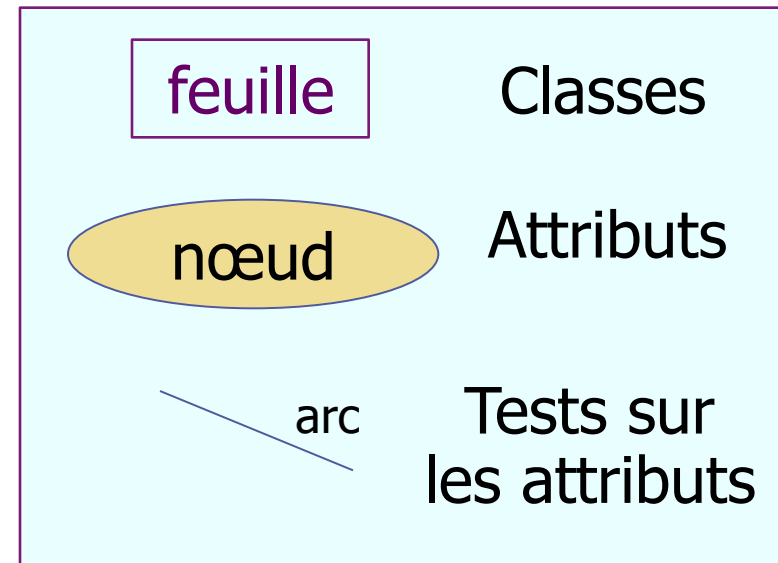 feuille Classes
nœud Attributs
arc Tests sur
les attributs